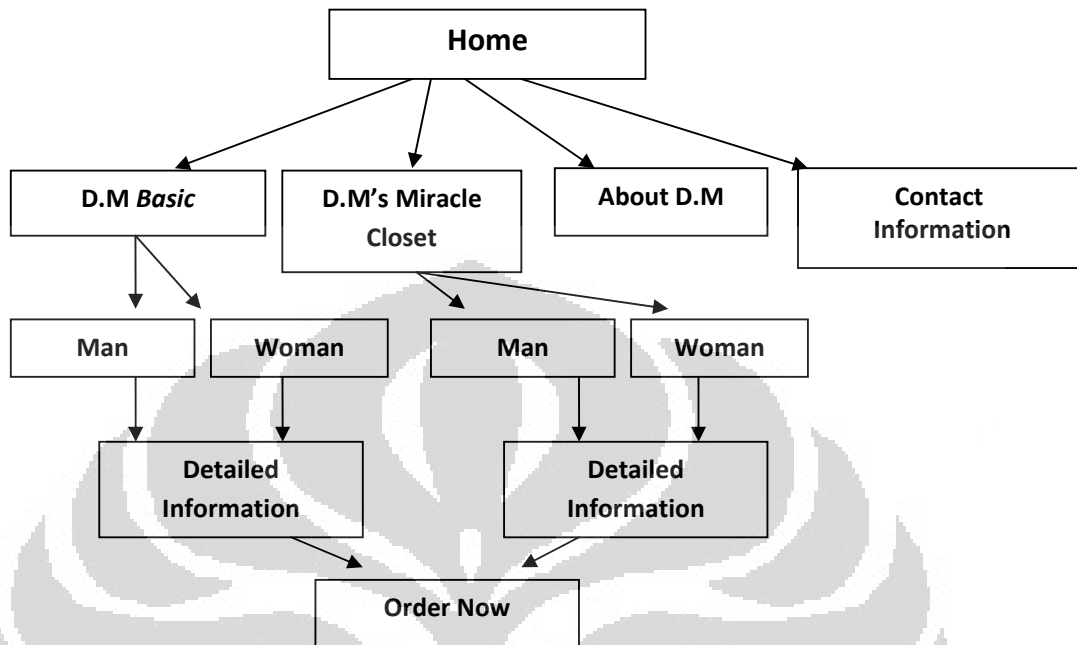 Home
D.M Basic
D.M's Miracle
Closet
About D.M
Contact
Information
Man
Woman
Man
Woman
Detailed
Information
Detailed
Information
Order Now